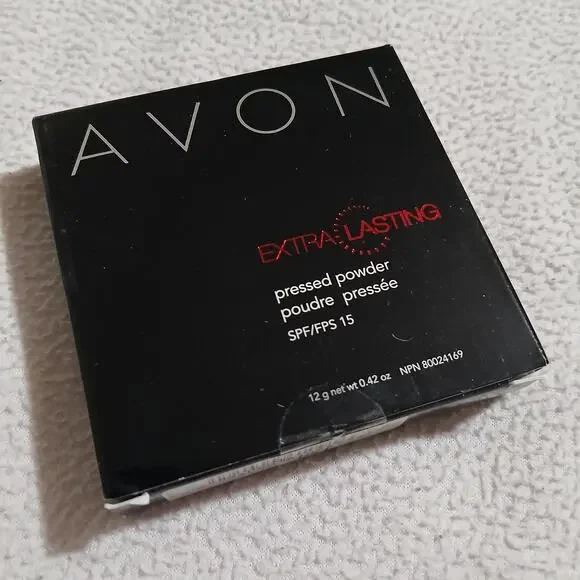 AVON
EXTRA LASTING
pressed powder
poudre pressée
SPF/FPS 15
12 g net wt 0.42 oz NPN 80024169